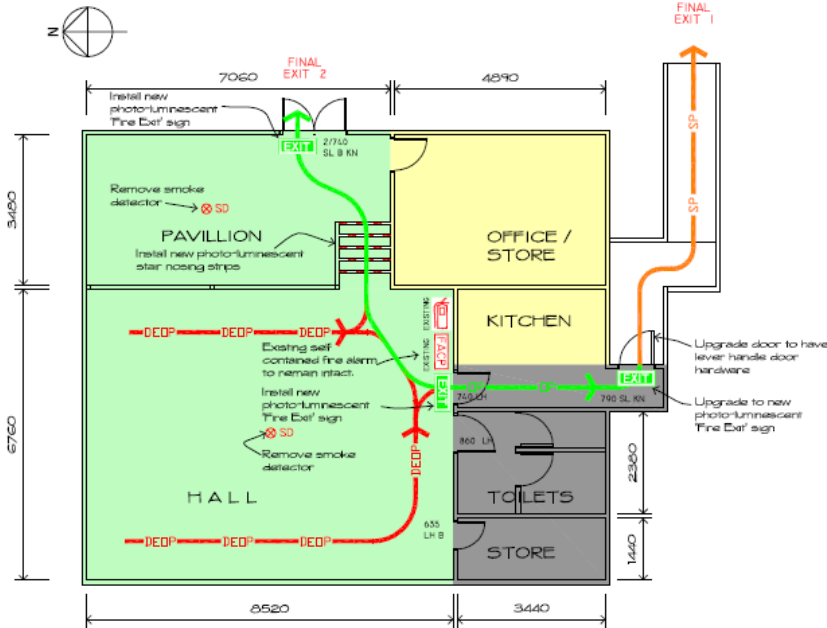 N
FINAL
EXIT 1
FINAL
EXIT 2
7060
4890
Install new
photo-luminescent
'Fire Exit' sign
EXIT
2/740
SL B KN
SP
SP
3480
Remove smoke
detector
SD
PAVILLION
Install new photo-luminescent
stair nosing strips
OFFICE /
STORE
EXISTING
EXISTING
FACP
KITCHEN
DEOP
DEOP
DEOP
Existing self
contained fire alarm
to remain intact.
Upgrade door to have
lever handle door
hardware
EXIT
EXIT
740 LH
790 SL KN
Install new
photo-luminescent
'Fire Exit' sign
Upgrade to new
photo-luminescent
'Fire Exit' sign
6760
SD
Remove smoke
detector
860 LH
DEOP
2380
HALL
TOILETS
635
LH B
DEOP
DEOP
DEOP
STORE
1440
8520
3440